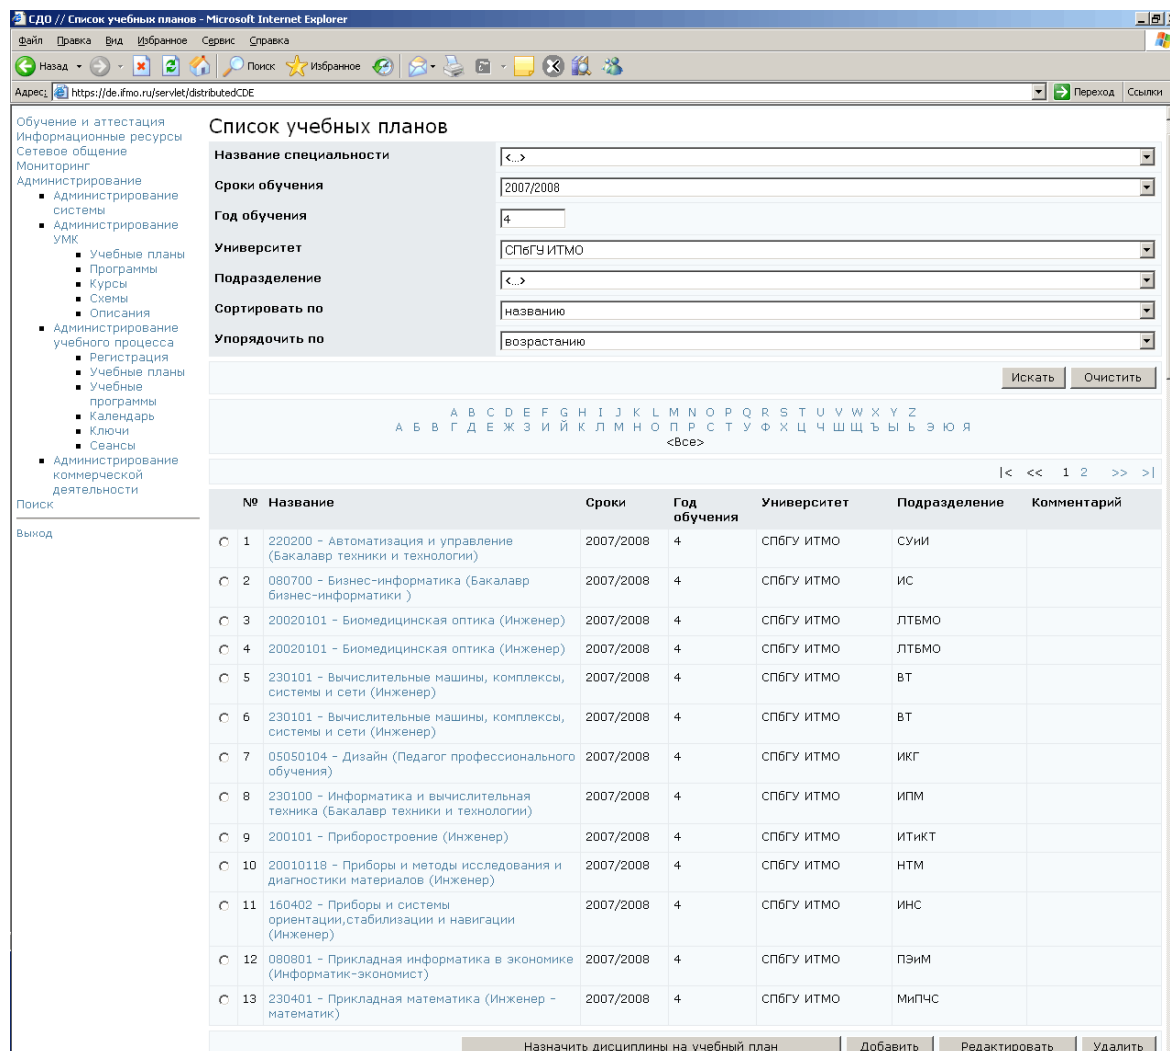 СДО // Список учебных планов - Microsoft Internet Explorer
Файл Правка Вид Избранное Сервис Справка
Назад Поиск Избранное
Адрес: https://de.ifmo.ru/servlet/distributedCDE Переход Ссылки
Обучение и аттестация
Информационные ресурсы
Сетевое общение
Мониторинг
Администрирование
Администрирование
системы
Администрирование
УМК
Учебные планы
Программы
Курсы
Схемы
Описания
Администрирование
учебного процесса
Регистрация
Учебные планы
Учебные
программы
Календарь
Ключи
Сеансы
Администрирование
коммерческой
деятельности
Поиск
Выход
Список учебных планов
Название специальности <...>
Сроки обучения 2007/2008
Год обучения 4
Университет СПбГУ ИТМО
Подразделение <...>
Сортировать по названию
Упорядочить по возрастанию
Искать Очистить
A B C D E F G H I J K L M N O P Q R S T U V W X Y Z
А Б В Г Д Е Ж З И Й К Л М Н О П Р С Т У Ф Х Ц Ч Ш Щ Ъ Ы Ь Э Ю Я
<Все>
|< << 1 2 >> >|
№ Название Сроки Год Университет Подразделение Комментарий
обучения
1 220200 - Автоматизация и управление 2007/2008 4 СПбГУ ИТМО СУиИ
(Бакалавр техники и технологии)
2 080700 - Бизнес-информатика (Бакалавр 2007/2008 4 СПбГУ ИТМО ИС
бизнес-информатики )
3 20020101 - Биомедицинская оптика (Инженер) 2007/2008 4 СПбГУ ИТМО ЛТБМО
4 20020101 - Биомедицинская оптика (Инженер) 2007/2008 4 СПбГУ ИТМО ЛТБМО
5 230101 - Вычислительные машины, комплексы, 2007/2008 4 СПбГУ ИТМО ВТ
системы и сети (Инженер)
6 230101 - Вычислительные машины, комплексы, 2007/2008 4 СПбГУ ИТМО ВТ
системы и сети (Инженер)
7 05050104 - Дизайн (Педагог профессионального 2007/2008 4 СПбГУ ИТМО ИКГ
обучения)
8 230100 - Информатика и вычислительная 2007/2008 4 СПбГУ ИТМО ИПМ
техника (Бакалавр техники и технологии)
9 200101 - Приборостроение (Инженер) 2007/2008 4 СПбГУ ИТМО ИТиКТ
10 20010118 - Приборы и методы исследования и 2007/2008 4 СПбГУ ИТМО НТМ
диагностики материалов (Инженер)
11 160402 - Приборы и системы 2007/2008 4 СПбГУ ИТМО ИНС
ориентации,стабилизации и навигации
(Инженер)
12 080801 - Прикладная информатика в экономике 2007/2008 4 СПбГУ ИТМО ПЭиМ
(Информатик-экономист)
13 230401 - Прикладная математика (Инженер - 2007/2008 4 СПбГУ ИТМО МиПЧС
математик)
Назначить дисциплины на учебный план Добавить Редактировать Удалить